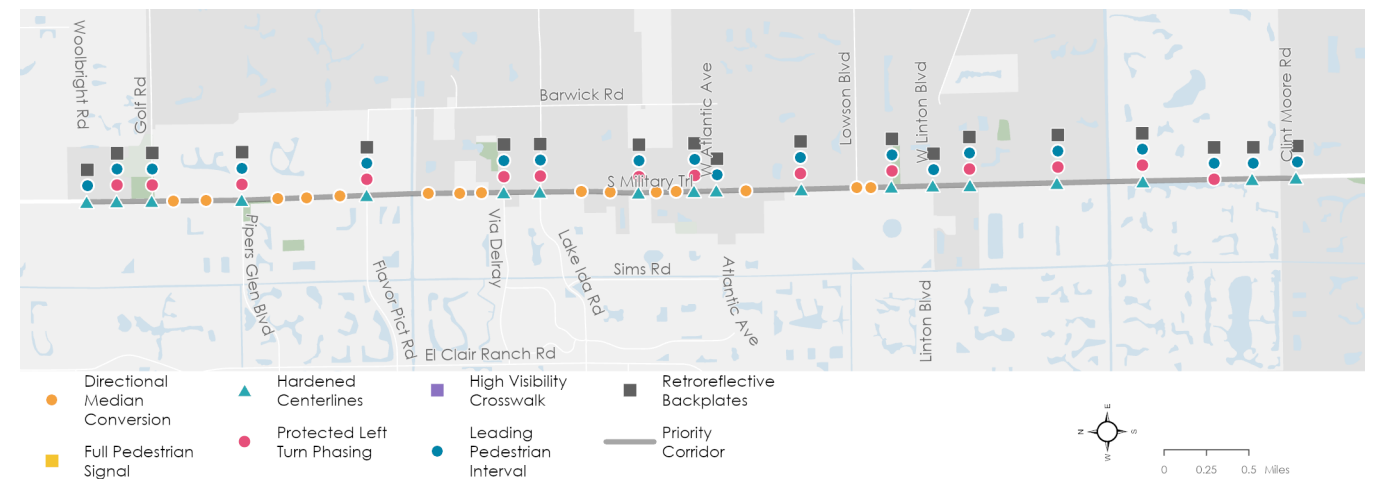 Woolbright Rd
Golf Rd
Barwick Rd
W Atlantic Ave
Lowson Blvd
W Linton Blvd
Clint Moore Rd
S Military Trl
Pipers Glen Blvd
Flavor Pict Rd
Via Delray
Lake Ida Rd
Sims Rd
Atlantic Ave
Linton Blvd
El Clair Ranch Rd
Directional
Median
Conversion
Full Pedestrian
Signal
Hardened
Centerlines
Protected Left
Turn Phasing
High Visibility
Crosswalk
Leading
Pedestrian
Interval
Retroreflective
Backplates
Priority
Corridor
E
N
S
W
0 0.25 0.5 Miles